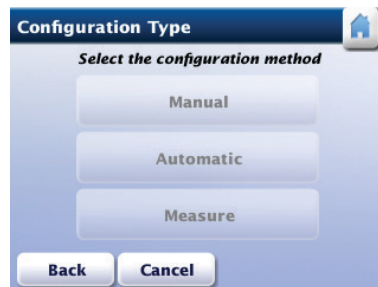 Configuration Type
Select the configuration method
Manual
Automatic
Measure
Back Cancel